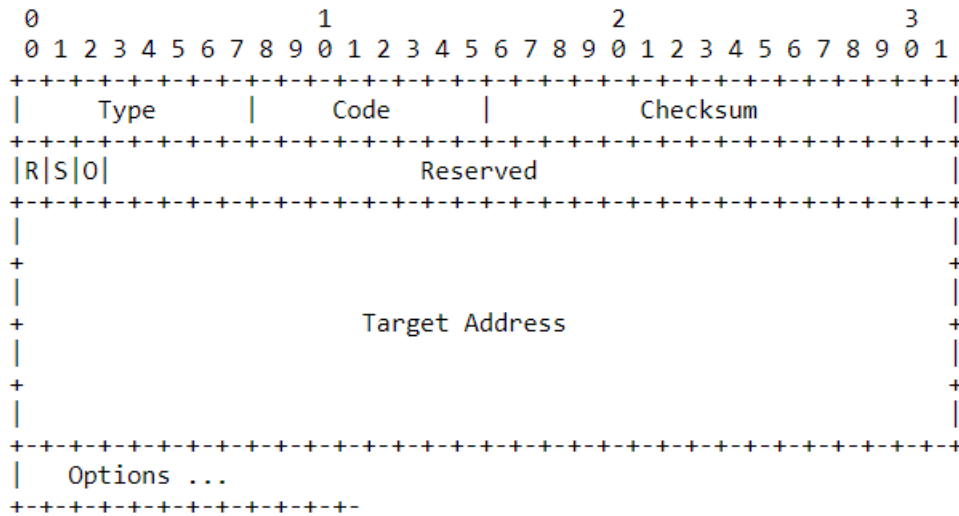 0                   1                   2                   3
 0 1 2 3 4 5 6 7 8 9 0 1 2 3 4 5 6 7 8 9 0 1 2 3 4 5 6 7 8 9 0 1
+-+-+-+-+-+-+-+-+-+-+-+-+-+-+-+-+-+-+-+-+-+-+-+-+-+-+-+-+-+-+-+-+
|     Type      |     Code      |          Checksum             |
+-+-+-+-+-+-+-+-+-+-+-+-+-+-+-+-+-+-+-+-+-+-+-+-+-+-+-+-+-+-+-+-+
|R|S|O|                     Reserved                            |
+-+-+-+-+-+-+-+-+-+-+-+-+-+-+-+-+-+-+-+-+-+-+-+-+-+-+-+-+-+-+-+-+
|                                                               |
+                                                               +
|                                                               |
+                       Target Address                          +
|                                                               |
+                                                               +
|                                                               |
+-+-+-+-+-+-+-+-+-+-+-+-+-+-+-+-+-+-+-+-+-+-+-+-+-+-+-+-+-+-+-+-+
|   Options ...
+-+-+-+-+-+-+-+-+-+-+-+-